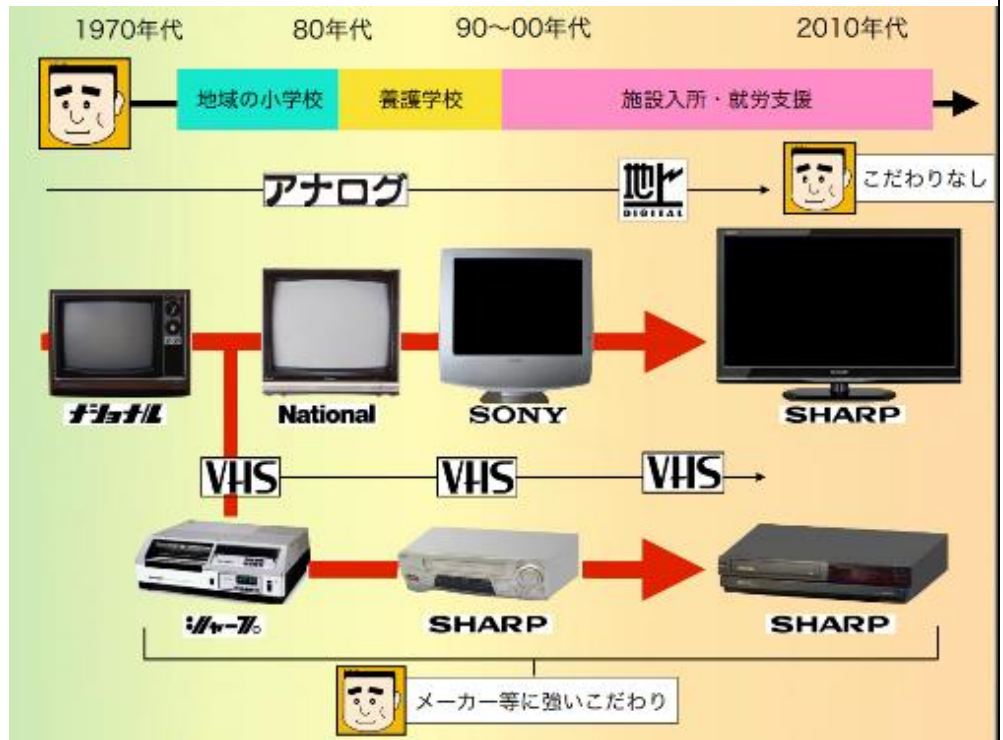 1970年代
80年代
90〜00年代
2010年代
地域の小学校
養護学校
施設入所・就労支援
アナログ
地上
DIGITAL
こだわりなし
ナショナル
National
SONY
SHARP
VHS
VHS
VHS
シャープ
SHARP
SHARP
メーカー等に強いこだわり